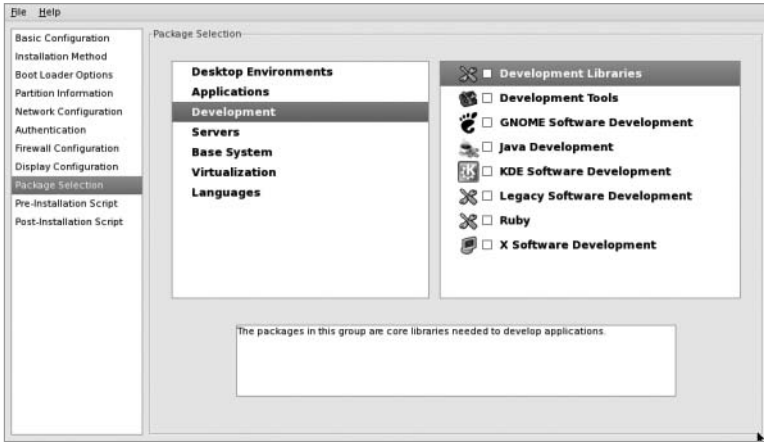 File Help
Basic Configuration
Installation Method
Boot Loader Options
Partition Information
Network Configuration
Authentication
Firewall Configuration
Display Configuration
Package Selection
Pre-Installation Script
Post-Installation Script
Package Selection
Desktop Environments
Applications
Development
Servers
Base System
Virtualization
Languages
Development Libraries
Development Tools
GNOME Software Development
Java Development
KDE Software Development
Legacy Software Development
Ruby
X Software Development
The packages in this group are core libraries needed to develop applications.